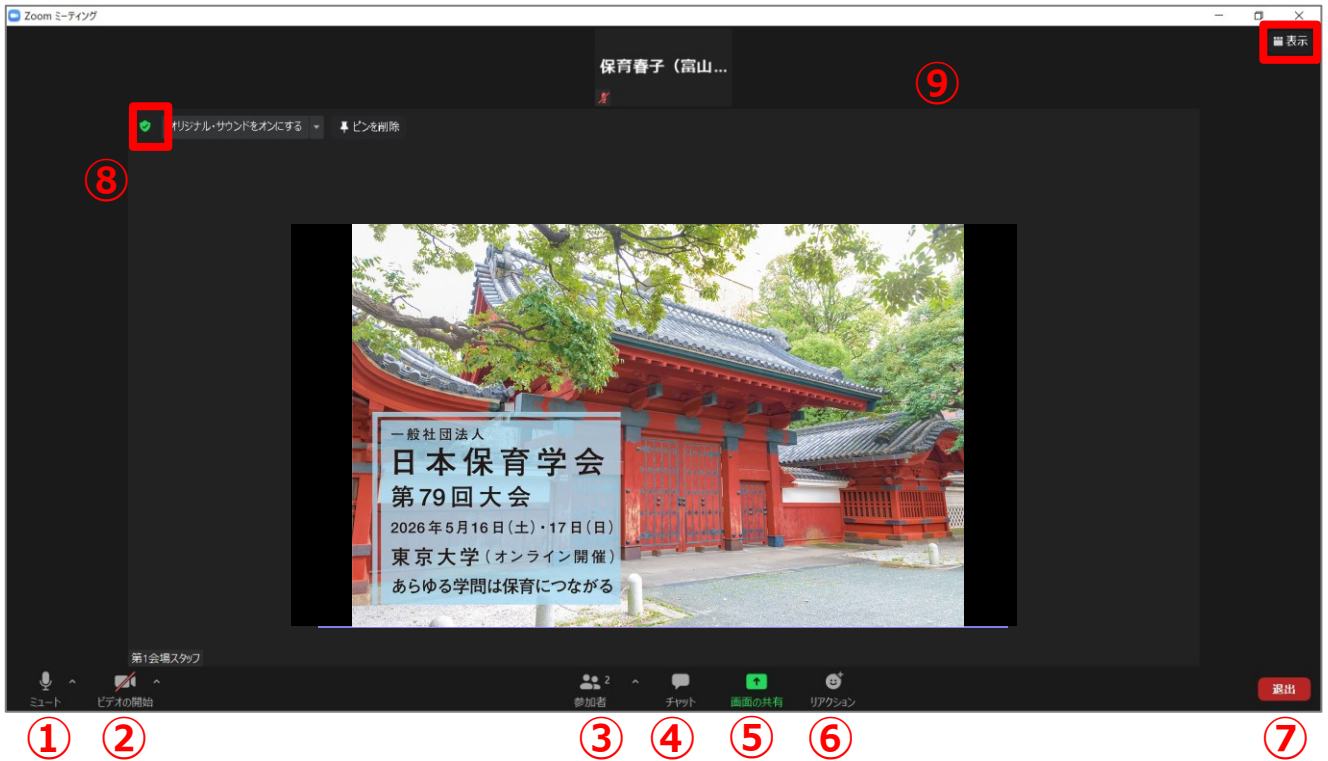 Zoom ミーティング
表示
保育春子（富山...
⑨
オリジナル・サウンドをオンにする
ピンを削除
⑧
一般社団法人
日本保育学会
第79回大会
2026年5月16日(土)・17日(日)
東京大学(オンライン開催)
あらゆる学問は保育につながる
第1会場スタッフ
2
ミュート
ビデオの開始
参加者
チャット
画面の共有
リアクション
退出
①
②
③
④
⑤
⑥
⑦